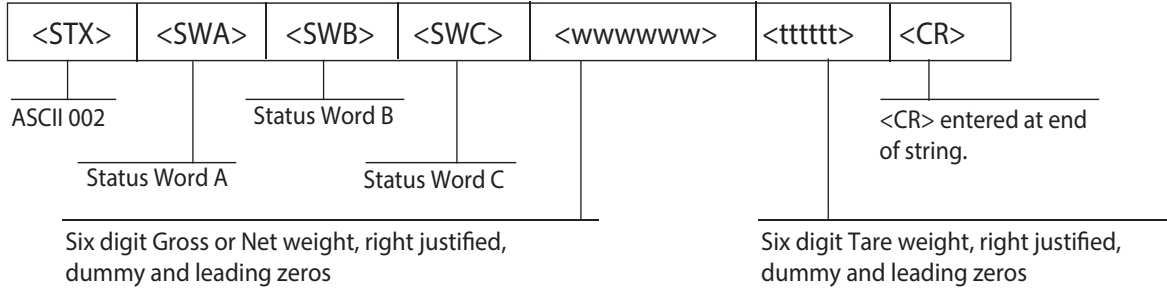 <STX> <SWA> <SWB> <SWC> <wwwwww> <tttttt> <CR>
ASCII 002
Status Word B
<CR> entered at end
of string.
Status Word A
Status Word C
Six digit Gross or Net weight, right justified,
dummy and leading zeros
Six digit Tare weight, right justified,
dummy and leading zeros